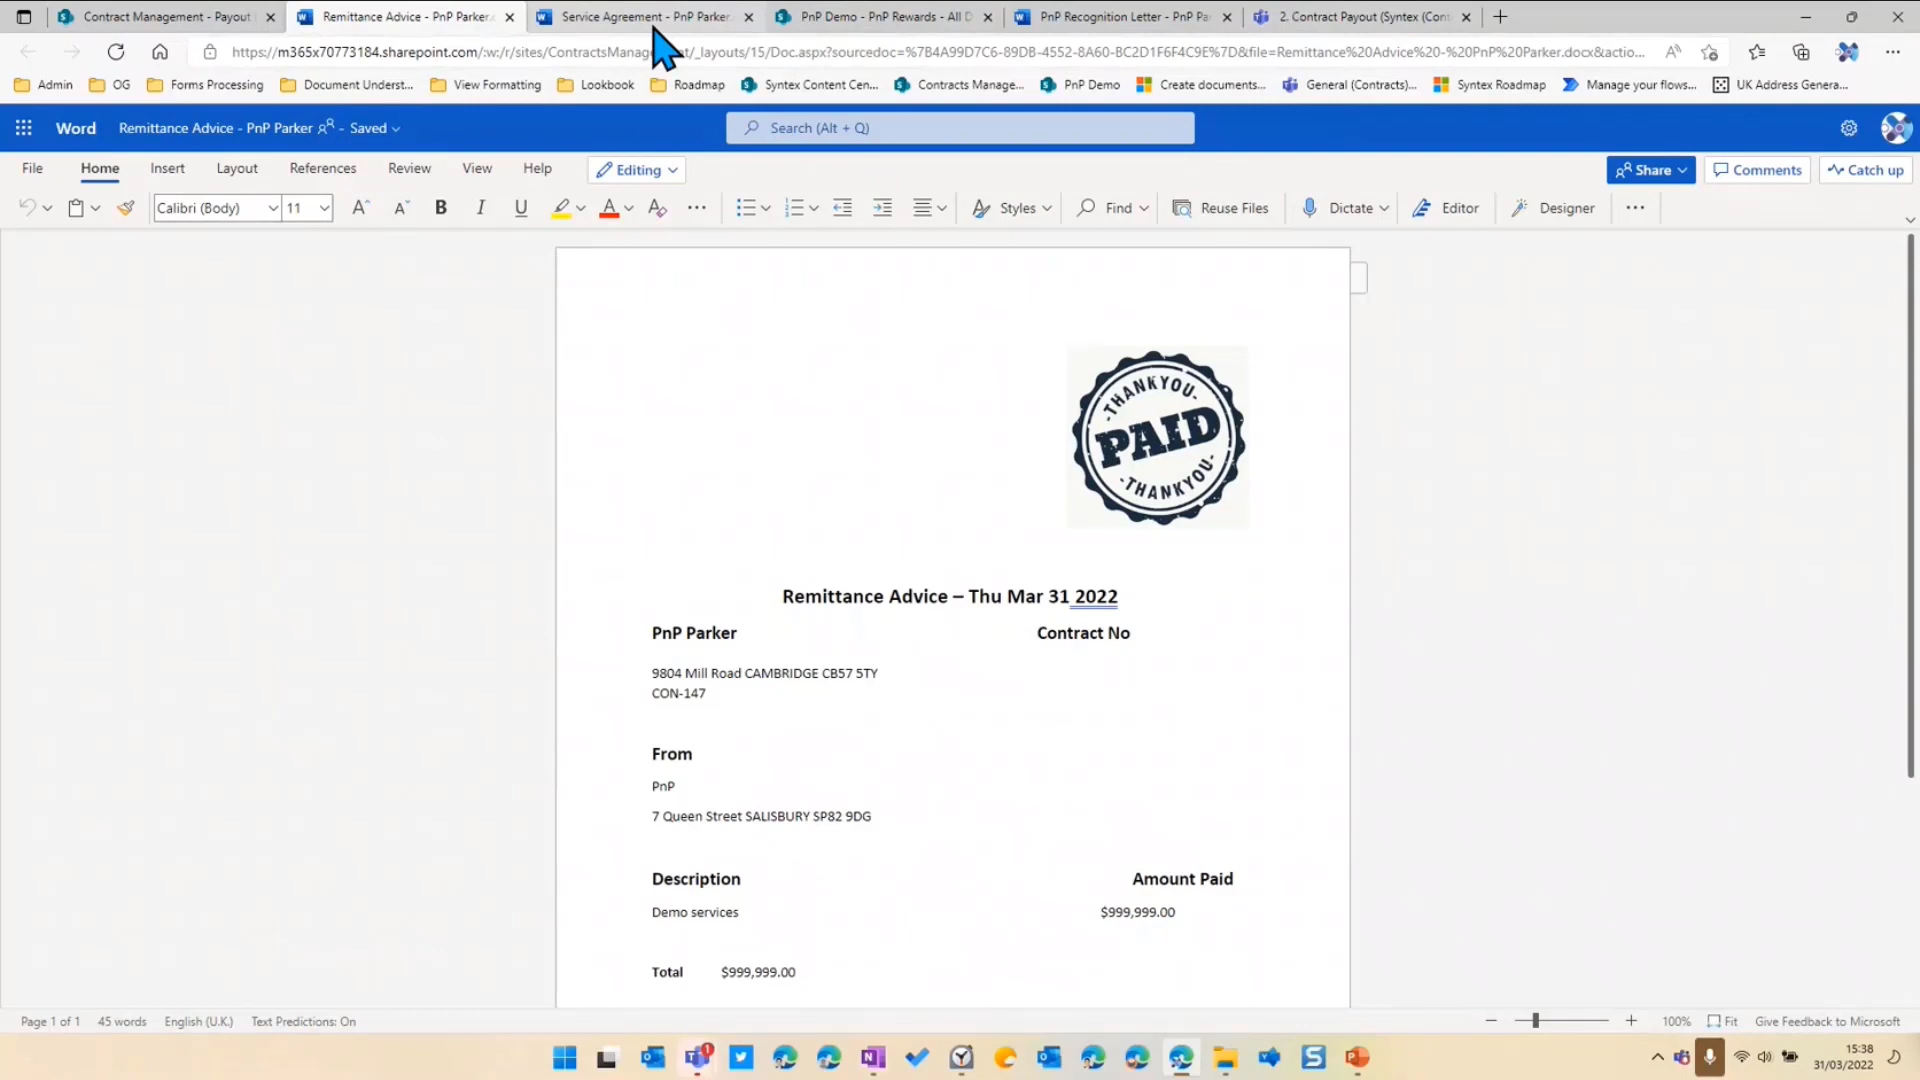 Contract Management - Payout
Remittance Advice - PnP Parker.
Service Agreement - PnP Parker.
PnP Demo - PnP Rewards - All D
PnP Recognition Letter - PnP Pa
2. Contract Payout (Syntex (Cont
https://m365x70773184.sharepoint.com/:w:/r/sites/ContractsManagement/_layouts/15/Doc.aspx?sourcedoc=%7B4A99D7C6-89DB-4552-8A60-BC2D1F6F4C9E%7D&file=Remittance%20Advice%20-%20PnP%20Parker.docx&actio...
Admin
OG
Forms Processing
Document Underst...
View Formatting
Lookbook
Roadmap
Syntex Content Cen...
Contracts Manage...
PnP Demo
Create documents...
General (Contracts)...
Syntex Roadmap
Manage your flows...
UK Address Genera...
Word
Remittance Advice - PnP Parker - Saved
Search (Alt + Q)
File
Home
Insert
Layout
References
Review
View
Help
Editing
Share
Comments
Catch up
Calibri (Body)
11
B
I
U
Styles
Find
Reuse Files
Dictate
Editor
Designer
-THANKYOU-
PAID
-THANKYOU-
Remittance Advice – Thu Mar 31 2022
PnP Parker
Contract No
9804 Mill Road CAMBRIDGE CB57 5TY
CON-147
From
PnP
7 Queen Street SALISBURY SP82 9DG
Description
Amount Paid
Demo services
$999,999.00
Total
$999,999.00
Page 1 of 1
45 words
English (U.K.)
Text Predictions: On
100%
Fit
Give Feedback to Microsoft
15:38
31/03/2022